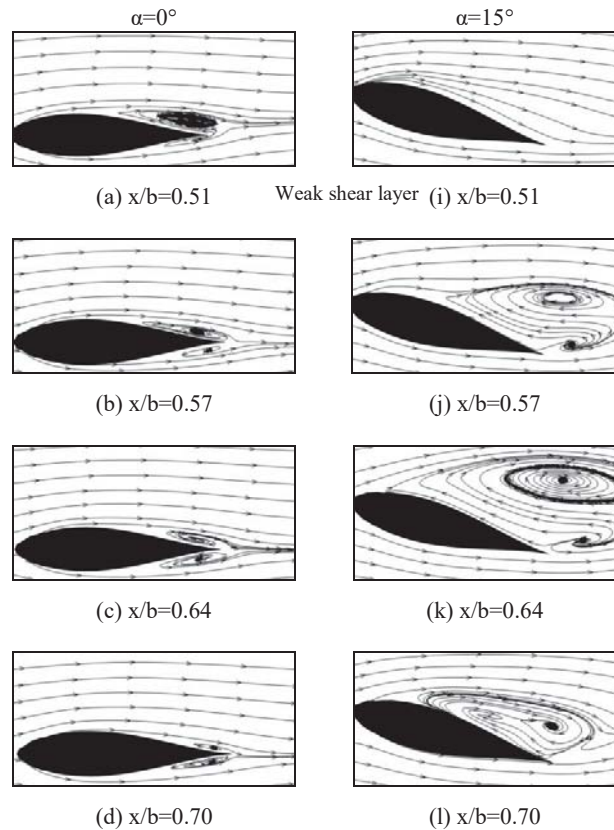 α=0° α=15°
(a) x/b=0.51 Weak shear layer (i) x/b=0.51
(b) x/b=0.57 (j) x/b=0.57
(c) x/b=0.64 (k) x/b=0.64
(d) x/b=0.70 (l) x/b=0.70